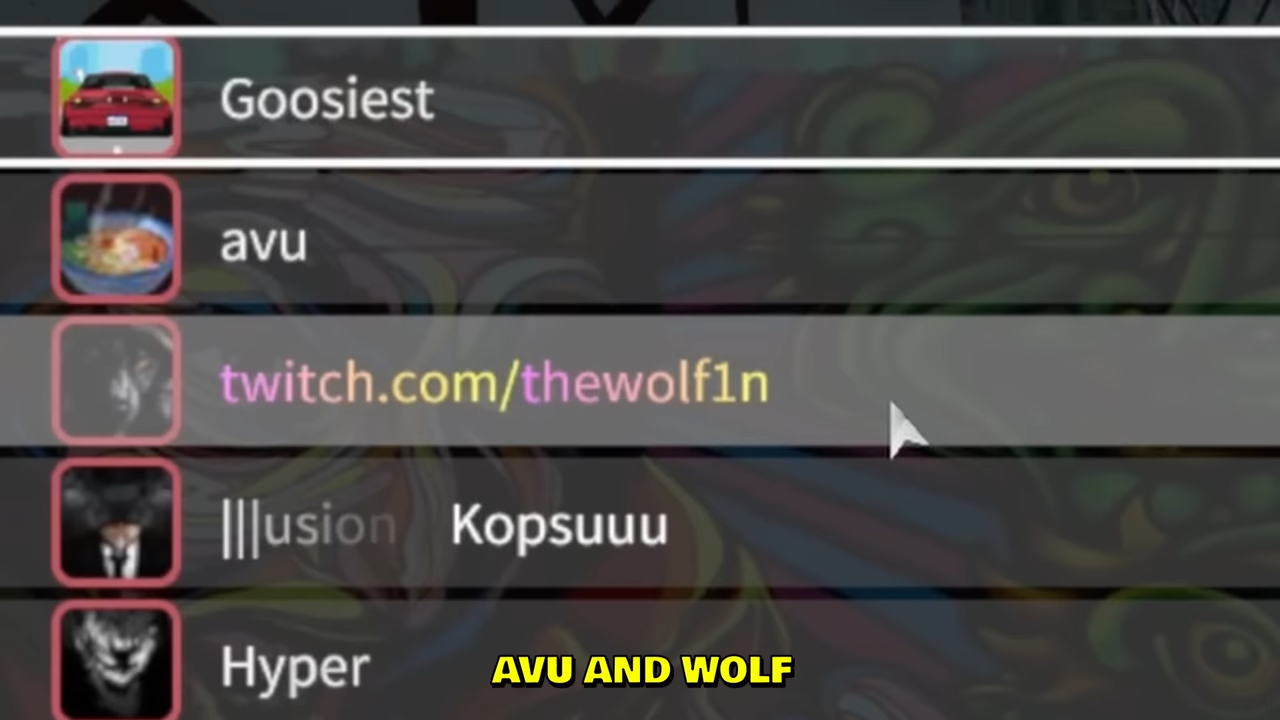 Goosiest
avu
twitch.com/thewolf1n
|||usion Kopsuuu
Hyper
AVU AND WOLF